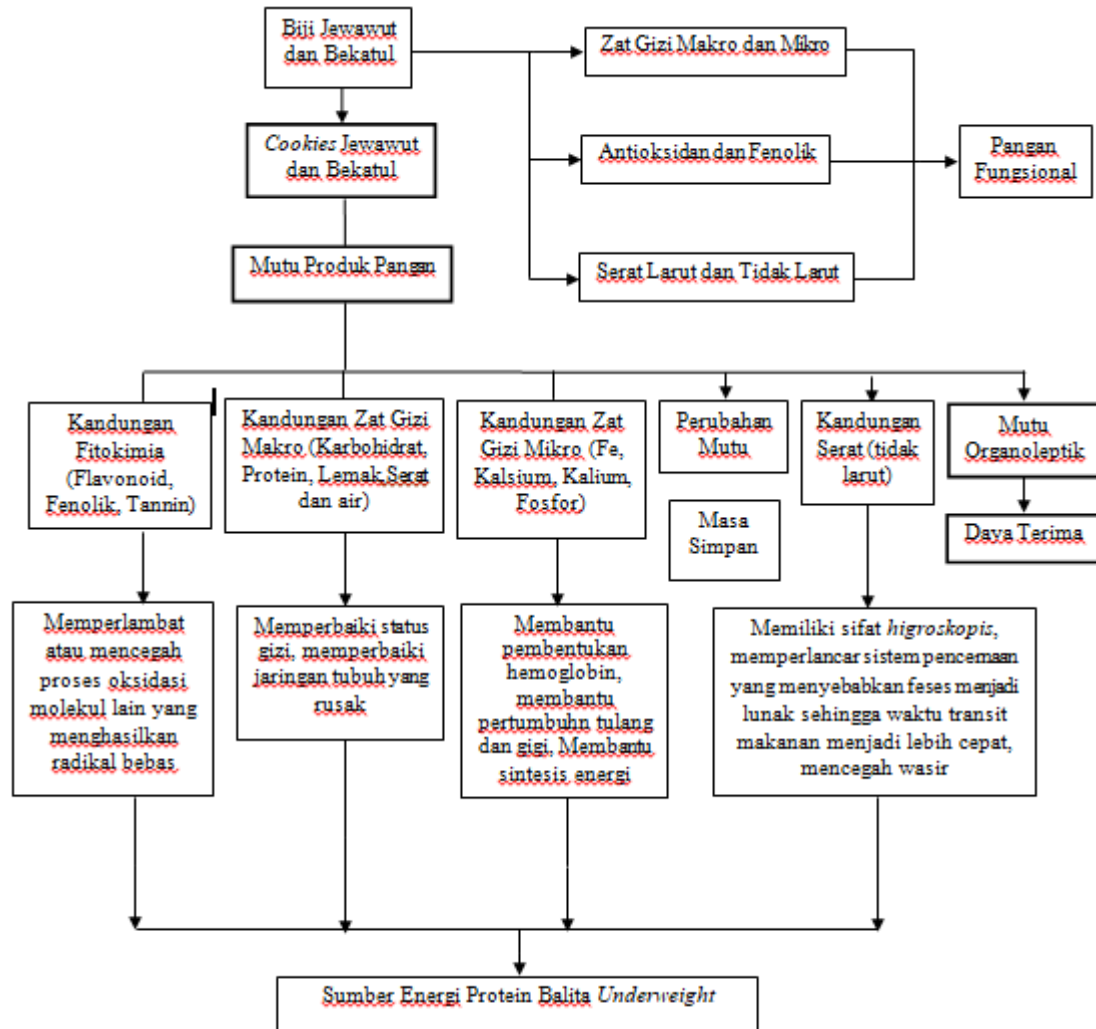 Biji Jewawut
dan Bekatul
Zat Gizi Makro dan Mikro
Cookies Jewawut
dan Bekatul
Antioksidan dan Fenolik
Pangan
Fungsional
Mutu Produk Pangan
Serat Larut dan Tidak Larut
Kandungan
Fitokimia
(Flavonoid,
Fenolik, Tannin)
Kandungan Zat Gizi
Makro (Karbohidrat,
Protein, Lemak,Serat
dan air)
Kandungan Zat
Gizi Mikro (Fe,
Kalsium, Kalium,
Fosfor)
Perubahan
Mutu
Kandungan
Serat (tidak
larut)
Mutu
Organoleptik
Masa
Simpan
Daya Terima
Memperlambat
atau mencegah
proses oksidasi
molekul lain yang
menghasilkan
radikal bebas
Memperbaiki status
gizi, memperbaiki
jaringan tubuh yang
rusak
Membantu
pembentukan
hemoglobin,
membantu
pertumbuhn tulang
dan gigi, Membantu
sintesis energi
Memiliki sifat higroskopis,
memperlancar sistem pencernaan
yang menyebabkan feses menjadi
lunak sehingga waktu transit
makanan menjadi lebih cepat,
mencegah wasir
Sumber Energi Protein Balita Underweight